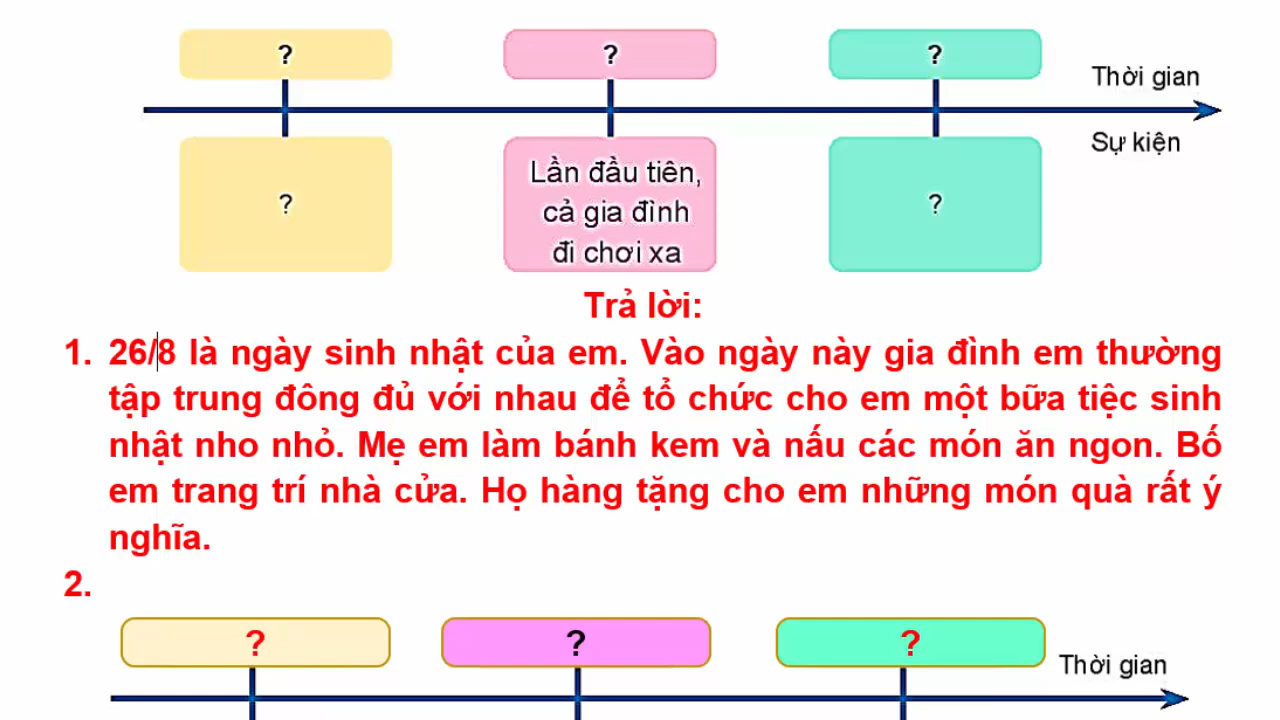 ? ? ?
Thời gian
Sự kiện
? Lần đầu tiên, ?
cả gia đình
đi chơi xa
Trả lời:
1. 26/8 là ngày sinh nhật của em. Vào ngày này gia đình em thường
tập trung đông đủ với nhau để tổ chức cho em một bữa tiệc sinh
nhật nho nhỏ. Mẹ em làm bánh kem và nấu các món ăn ngon. Bố
em trang trí nhà cửa. Họ hàng tặng cho em những món quà rất ý
nghĩa.
2.
? ? ?
Thời gian